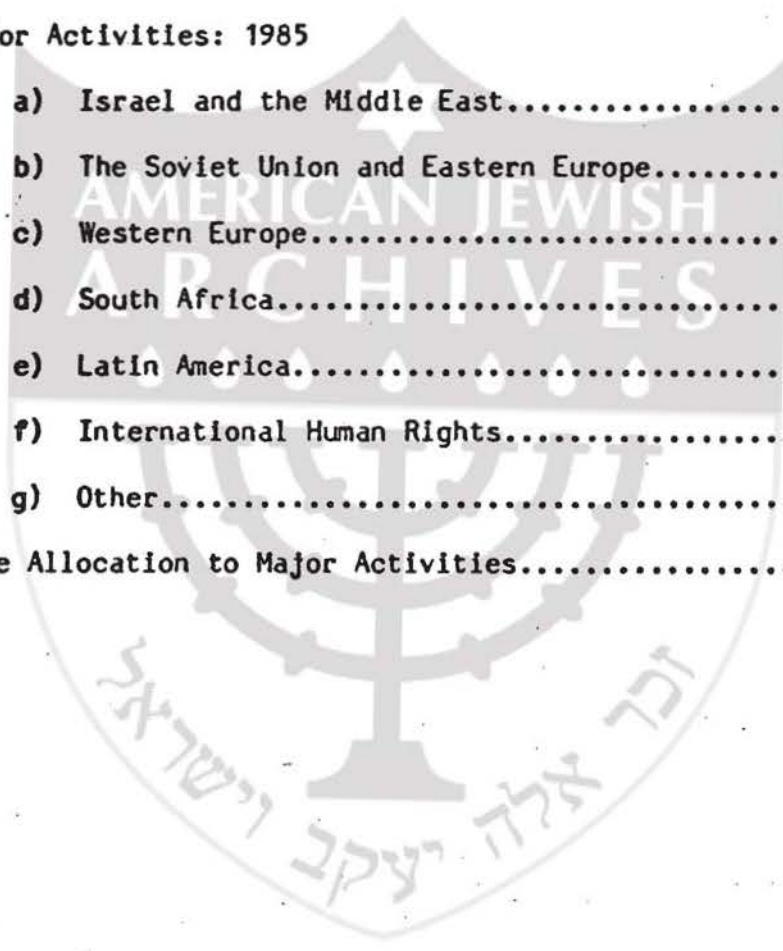 or Activities: 1985
a) Israel and the Middle East..................
b) The Soviet Union and Eastern Europe........
c) Western Europe.............................
d) South Africa...............................
e) Latin America..............................
f) International Human Rights.................
g) Other......................................
e Allocation to Major Activities................
AMERICAN JEWISH
ARCHIVES
זכר אלה יעקב וישראל